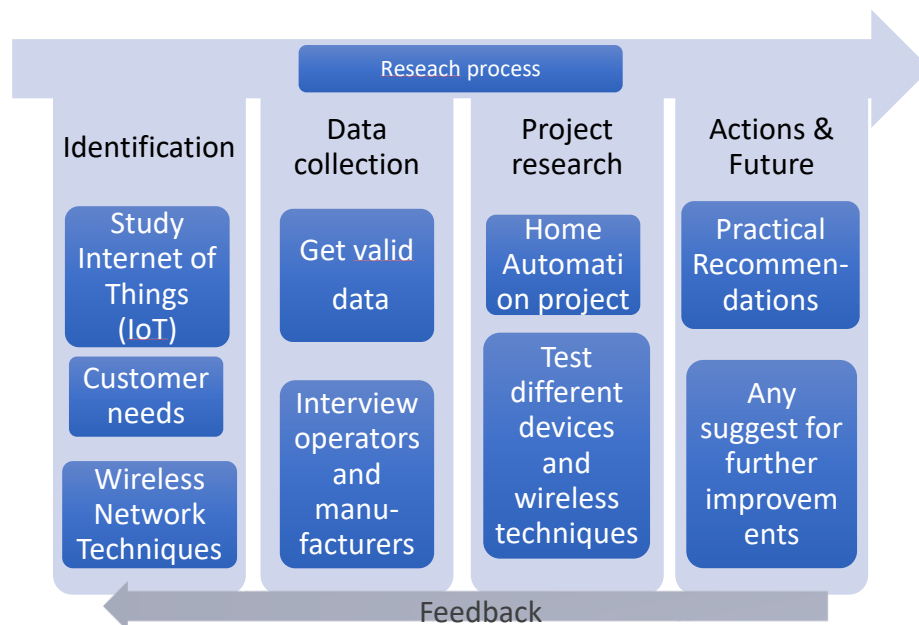 Reseach process
Identification
Study
Internet of
Things
(IoT)
Customer
needs
Wireless
Network
Techniques
Data
collection
Get valid
data
Interview
operators
and
manu-
facturers
Project
research
Home
Automati
on project
Test
different
devices
and
wireless
techniques
Actions &
Future
Practical
Recommen-
dations
Any
suggest for
further
improvem
ents
Feedback